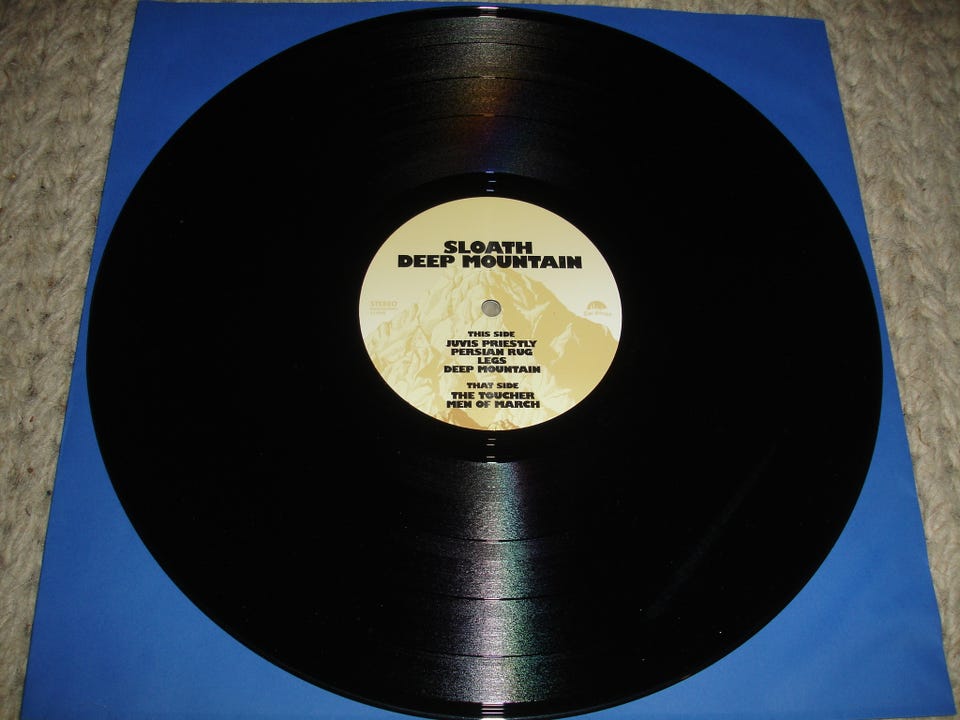 SLOATH
DEEP MOUNTAIN
STEREO
THIS SIDE
JUVIS PRIESTLY
PERSIAN RUG
LEGS
DEEP MOUNTAIN
THAT SIDE
THE TOUCHER
MEN OF MARCH